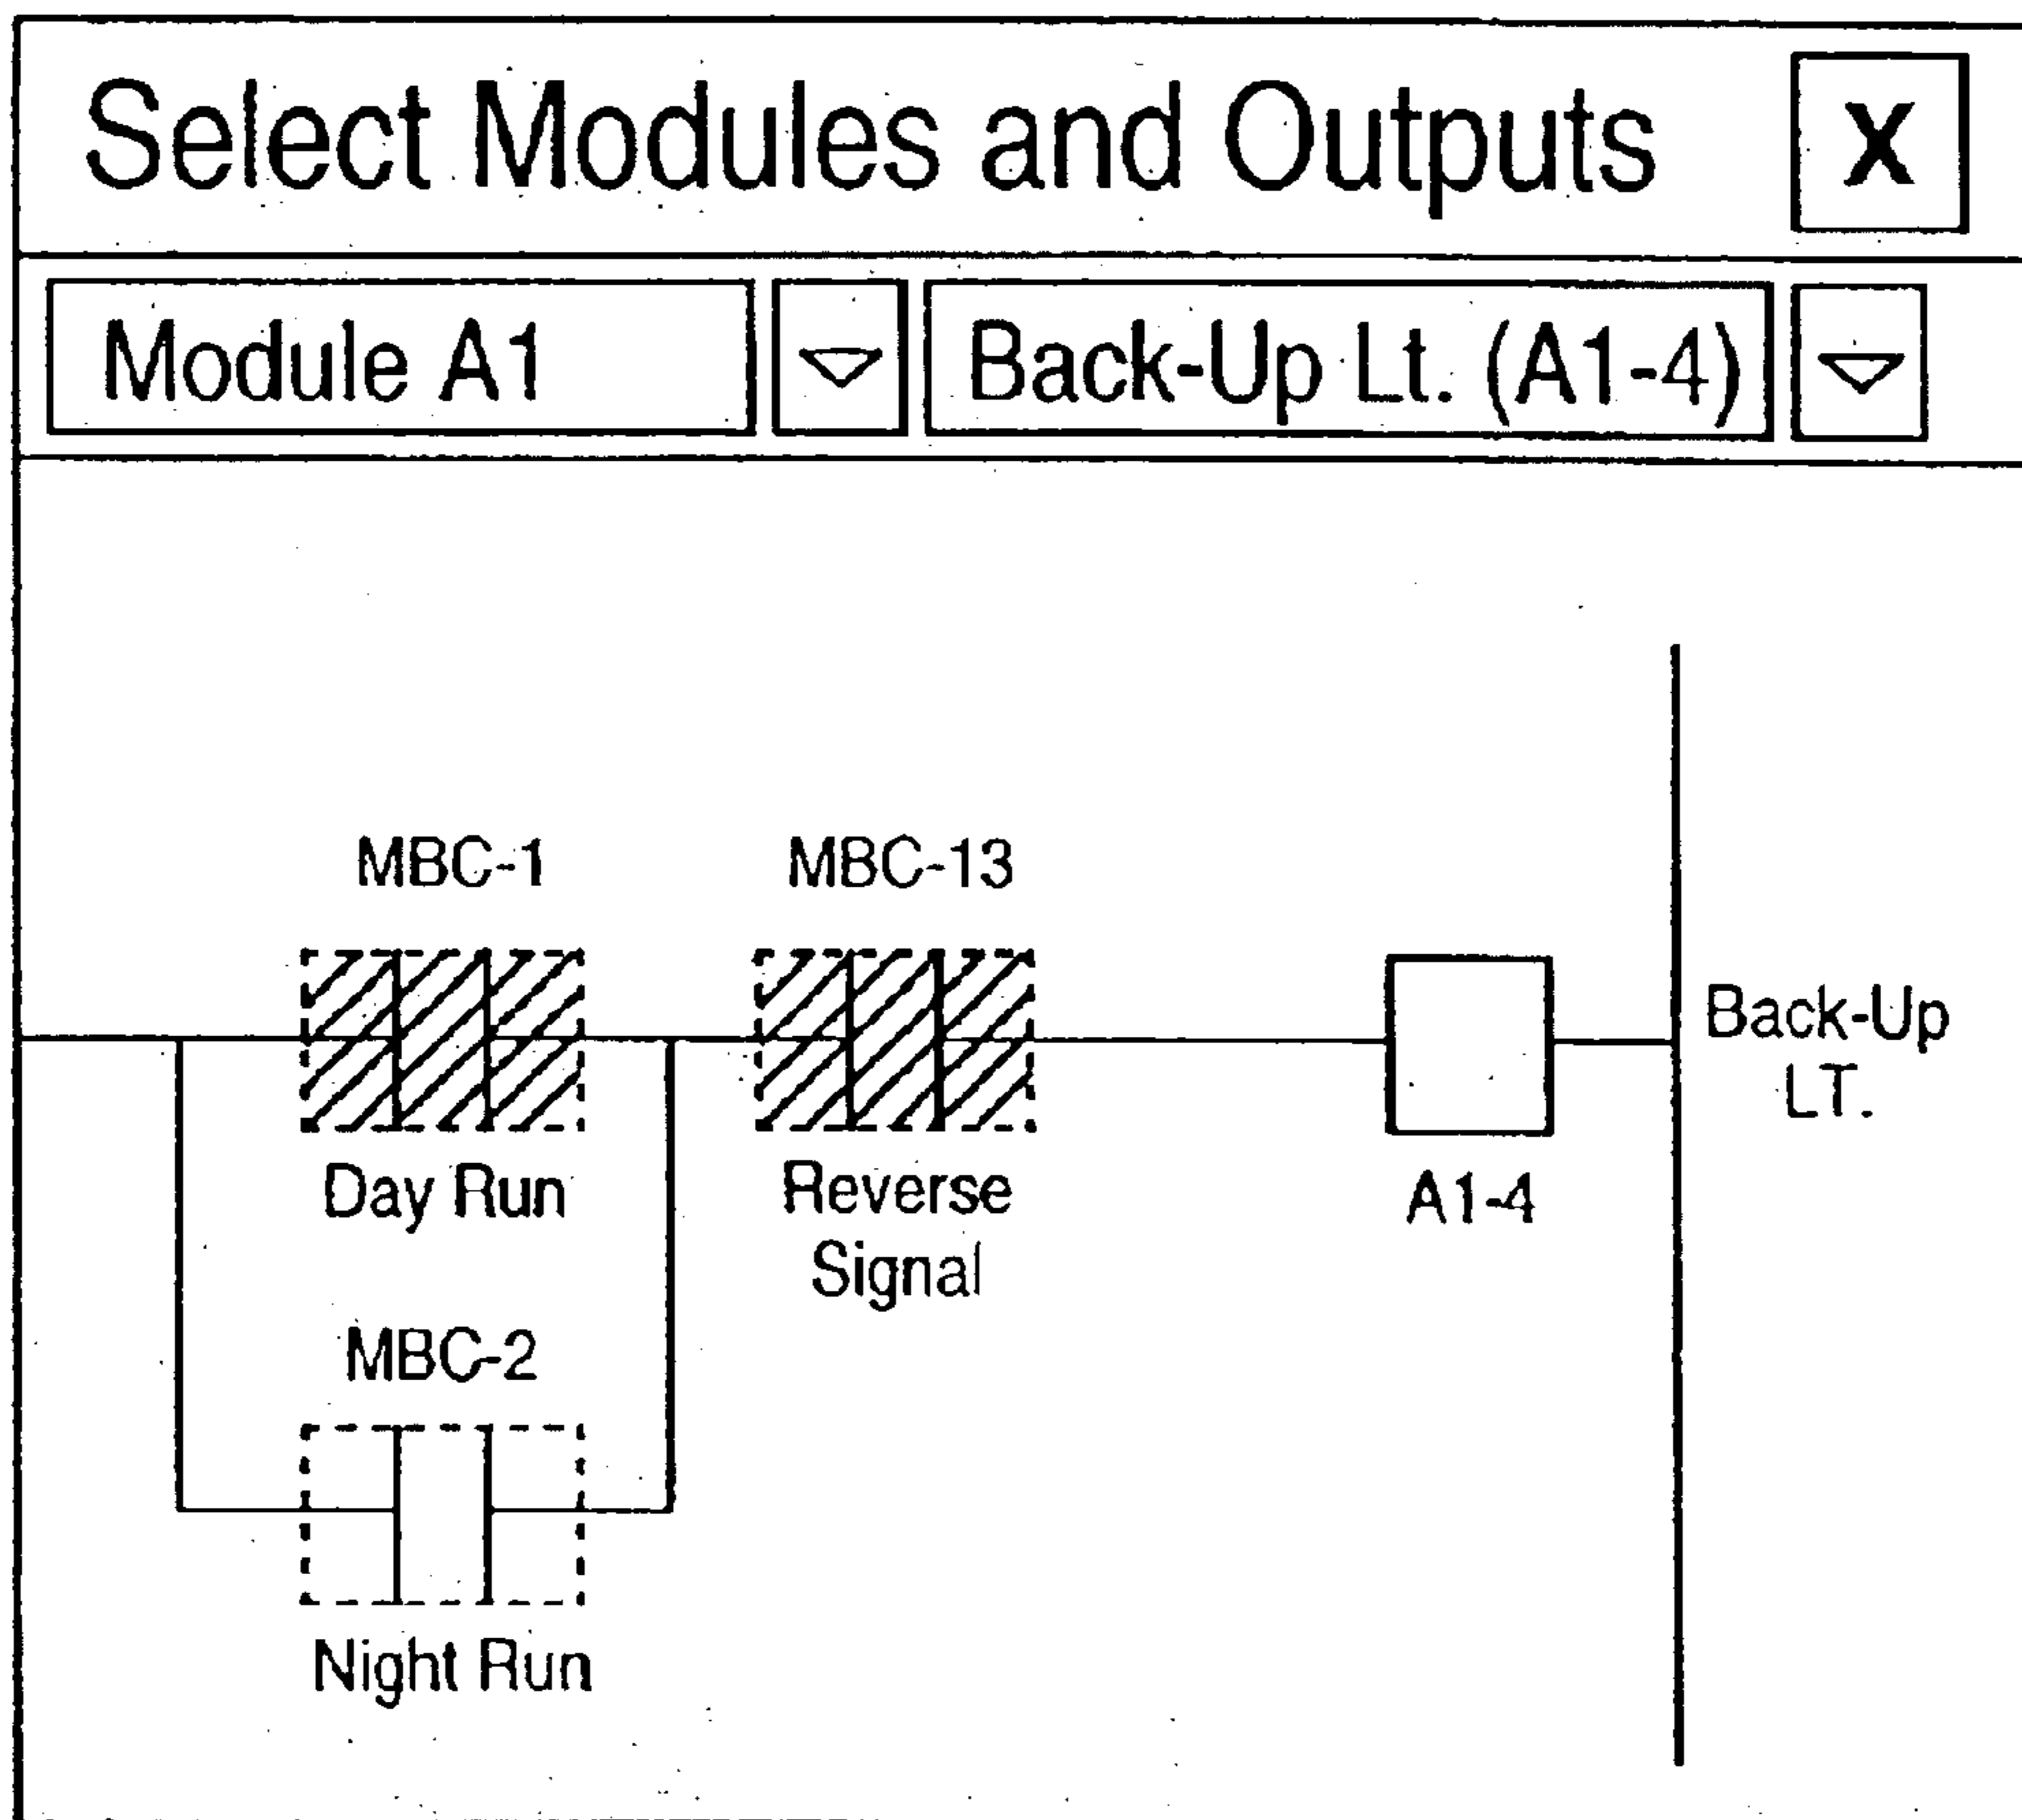 Select Modules and Outputs X
Module A1 Back-Up Lt. (A1-4)
MBC-1 MBC-13
Back-Up
LT.
Day Run Reverse
Signal
A1-4
MBC-2
Night Run